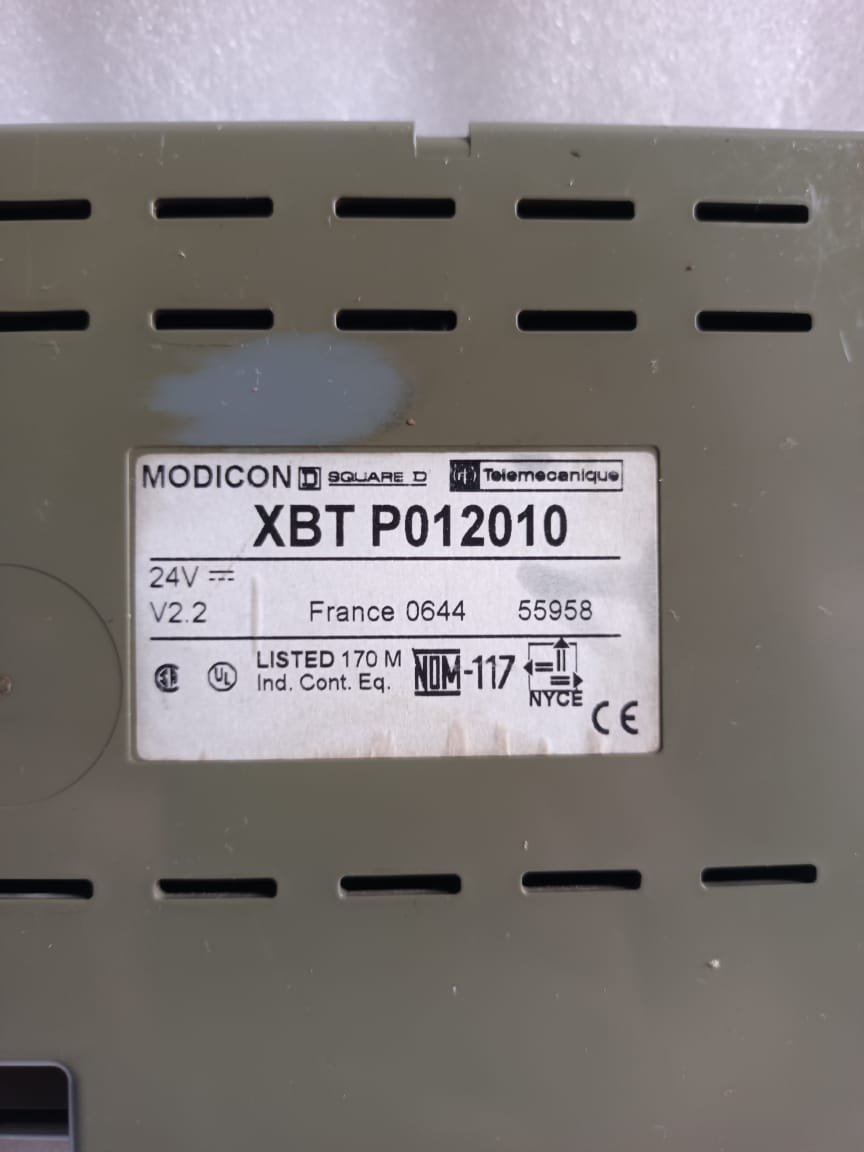 MODICON D SQUARE D Telemecanique
XBT P012010
24V
V2.2 France 0644 55958
UL LISTED 170 M
Ind. Cont. Eq.
NOM-117
NYCE
CE